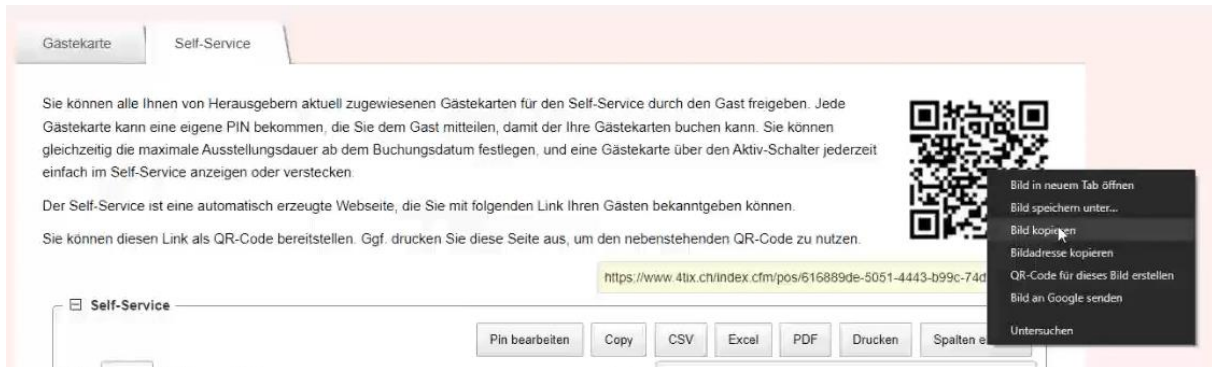 Gästekarte
Self-Service
Sie können alle Ihnen von Herausgebern aktuell zugewiesenen Gästekarten für den Self-Service durch den Gast freigeben. Jede
Gästekarte kann eine eigene PIN bekommen, die Sie dem Gast mitteilen, damit der Ihre Gästekarten buchen kann. Sie können
gleichzeitig die maximale Ausstellungsdauer ab dem Buchungsdatum festlegen, und eine Gästekarte über den Aktiv-Schalter jederzeit
einfach im Self-Service anzeigen oder verstecken.
Der Self-Service ist eine automatisch erzeugte Webseite, die Sie mit folgenden Link Ihren Gästen bekanntgeben können.
Sie können diesen Link als QR-Code bereitstellen. Ggf. drucken Sie diese Seite aus, um den nebenstehenden QR-Code zu nutzen.
https://www.4tix.ch/index.cfm/pos/616889de-5051-4443-b99c-74d
Self-Service
Pin bearbeiten
Copy
CSV
Excel
PDF
Drucken
Spalten
Bild in neuem Tab öffnen
Bild speichern unter...
Bild kopieren
Bildadresse kopieren
QR-Code für dieses Bild erstellen
Bild an Google senden
Untersuchen